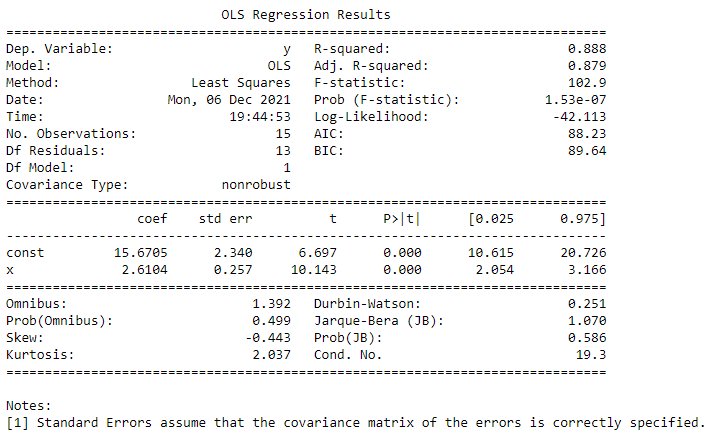 OLS Regression Results
==============================================================================
Dep. Variable: y R-squared: 0.888
Model: OLS Adj. R-squared: 0.879
Method: Least Squares F-statistic: 102.9
Date: Mon, 06 Dec 2021 Prob (F-statistic): 1.53e-07
Time: 19:44:53 Log-Likelihood: -42.113
No. Observations: 15 AIC: 88.23
Df Residuals: 13 BIC: 89.64
Df Model: 1
Covariance Type: nonrobust
==============================================================================
coef std err t P>|t| [0.025 0.975]
------------------------------------------------------------------------------
const 15.6705 2.340 6.697 0.000 10.615 20.726
x 2.6104 0.257 10.143 0.000 2.054 3.166
==============================================================================
Omnibus: 1.392 Durbin-Watson: 0.251
Prob(Omnibus): 0.499 Jarque-Bera (JB): 1.070
Skew: -0.443 Prob(JB): 0.586
Kurtosis: 2.037 Cond. No. 19.3
==============================================================================
Notes:
[1] Standard Errors assume that the covariance matrix of the errors is correctly specified.